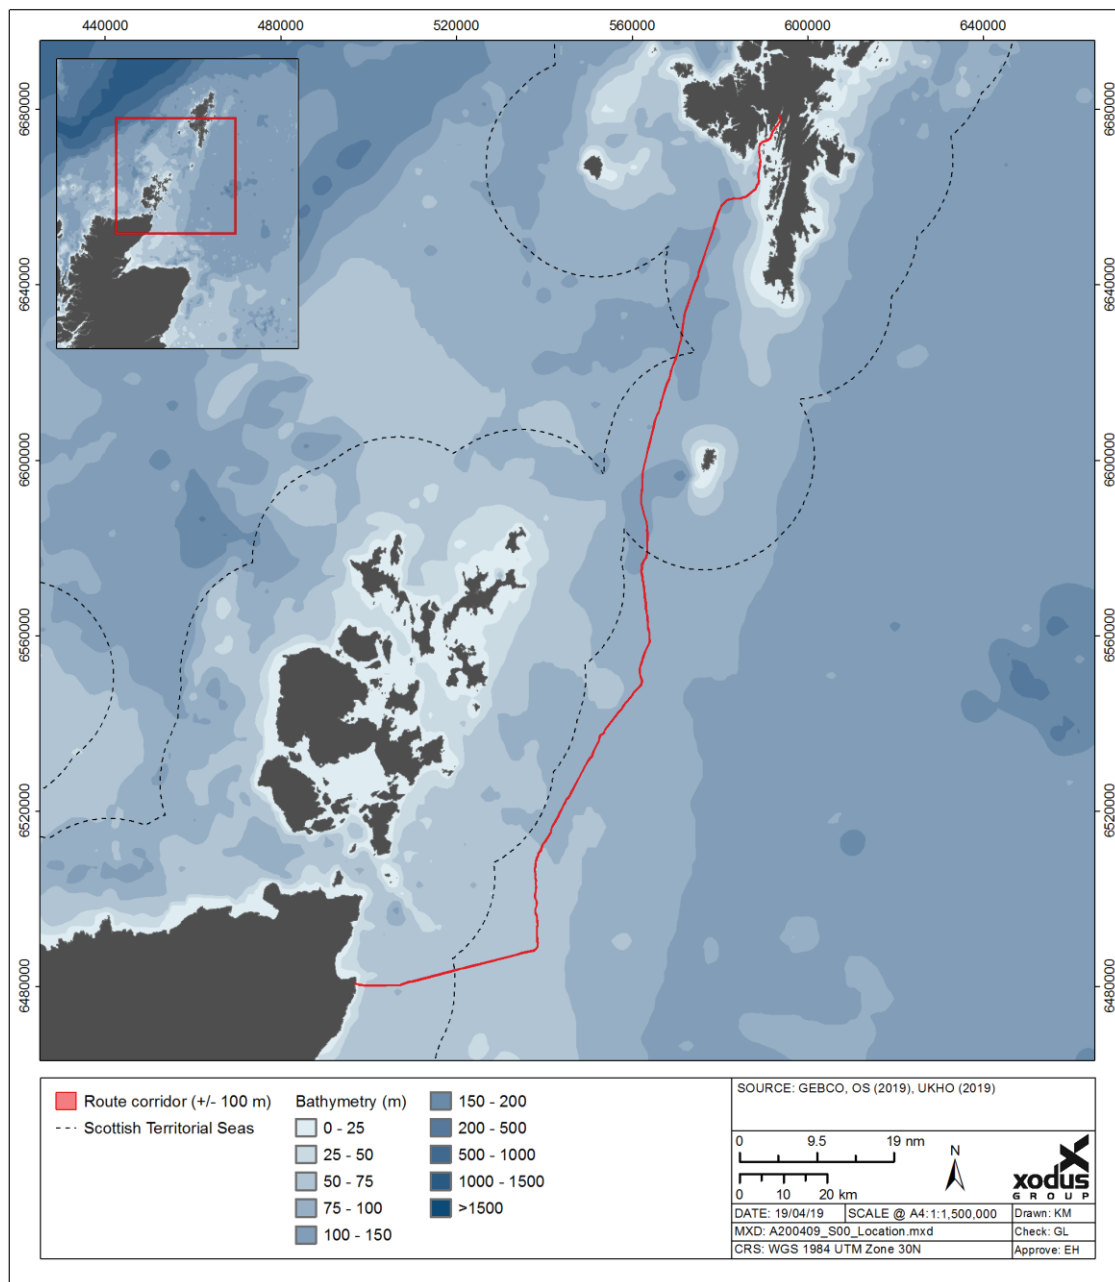 440000 480000 520000 560000 600000 640000
6680000 6680000
6640000 6640000
6600000 6600000
6560000 6560000
6520000 6520000
6480000 6480000
Route corridor (+/- 100 m)
Scottish Territorial Seas
Bathymetry (m)
0 - 25
25 - 50
50 - 75
75 - 100
100 - 150
150 - 200
200 - 500
500 - 1000
1000 - 1500
>1500
SOURCE: GEBCO, OS (2019), UKHO (2019)
0 9.5 19 nm
0 10 20 km
N
xodus
GROUP
DATE: 19/04/19 SCALE @ A4:1:1,500,000 Drawn: KM
MXD: A200409_S00_Location.mxd Check: GL
CRS: WGS 1984 UTM Zone 30N Approve: EH